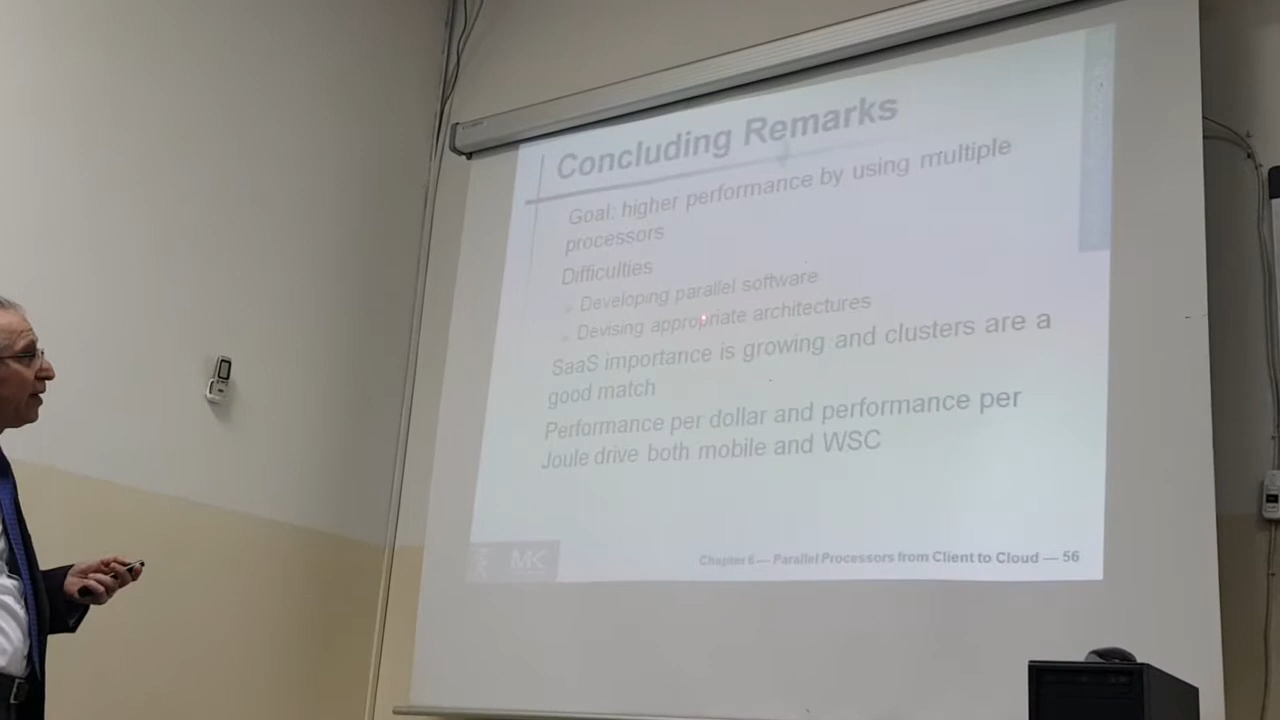 Concluding Remarks
Goal: higher performance by using multiple
processors
Difficulties
Developing parallel software
Devising appropriate architectures
SaaS importance is growing and clusters are a
good match
Performance per dollar and performance per
Joule drive both mobile and WSC
MK
Chapter 6 — Parallel Processors from Client to Cloud — 56